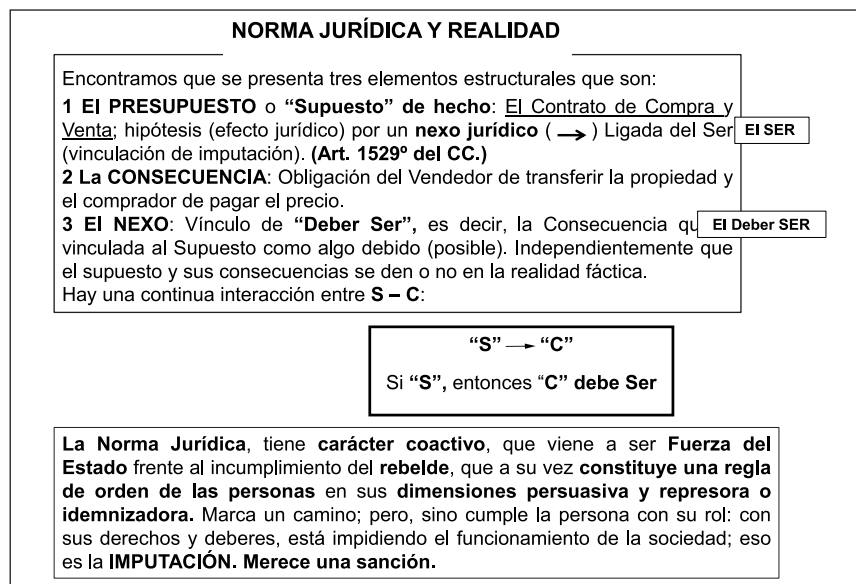 NORMA JURÍDICA Y REALIDAD
Encontramos que se presenta tres elementos estructurales que son:
1 El PRESUPUESTO o “Supuesto” de hecho: El Contrato de Compra y
Venta; hipótesis (efecto jurídico) por un nexo jurídico ( → ) Ligada del Ser
El SER
(vinculación de imputación). (Art. 1529º del CC.)
2 La CONSECUENCIA: Obligación del Vendedor de transferir la propiedad y
el comprador de pagar el precio.
3 El NEXO: Vínculo de “Deber Ser”, es decir, la Consecuencia
El Deber SER
vinculada al Supuesto como algo debido (posible). Independientemente que
el supuesto y sus consecuencias se den o no en la realidad fáctica.
Hay una continua interacción entre S – C:
“S” → “C”
Si “S”, entonces “C” debe Ser
La Norma Jurídica, tiene carácter coactivo, que viene a ser Fuerza del
Estado frente al incumplimiento del rebelde, que a su vez constituye una regla
de orden de las personas en sus dimensiones persuasiva y represora o
idemnizadora. Marca un camino; pero, sino cumple la persona con su rol: con
sus derechos y deberes, está impidiendo el funcionamiento de la sociedad; eso
es la IMPUTACIÓN. Merece una sanción.